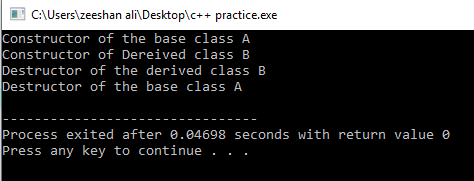 C:\Users\zeeshan ali\Desktop\c++ practice.exe
Constructor of the base class A
Constructor of Dereived class B
Destructor of the derived class B
Destructor of the base class A
--------------------------------
Process exited after 0.04698 seconds with return value 0
Press any key to continue . . .